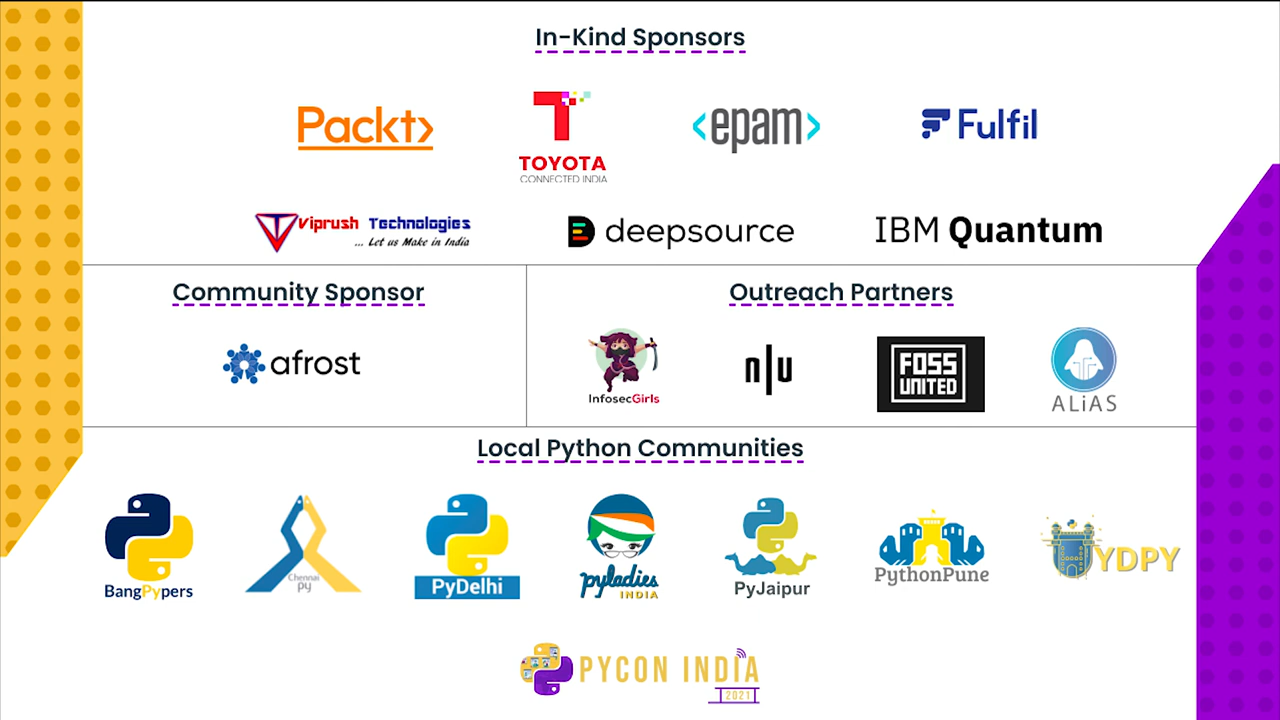 In-Kind Sponsors
Packt
TOYOTA
CONNECTED INDIA
<epam>
Fulfil
Viprush Technologies
... Let us Make in India
deepsource
IBM Quantum
Community Sponsor
afrost
Outreach Partners
InfosecGirls
n|u
FOSS
UNITED
ALiAS
Local Python Communities
BangPypers
Chennai
py
PyDelhi
pyladies
INDIA
PyJaipur
PythonPune
YDPY
PYCON INDIA
2021